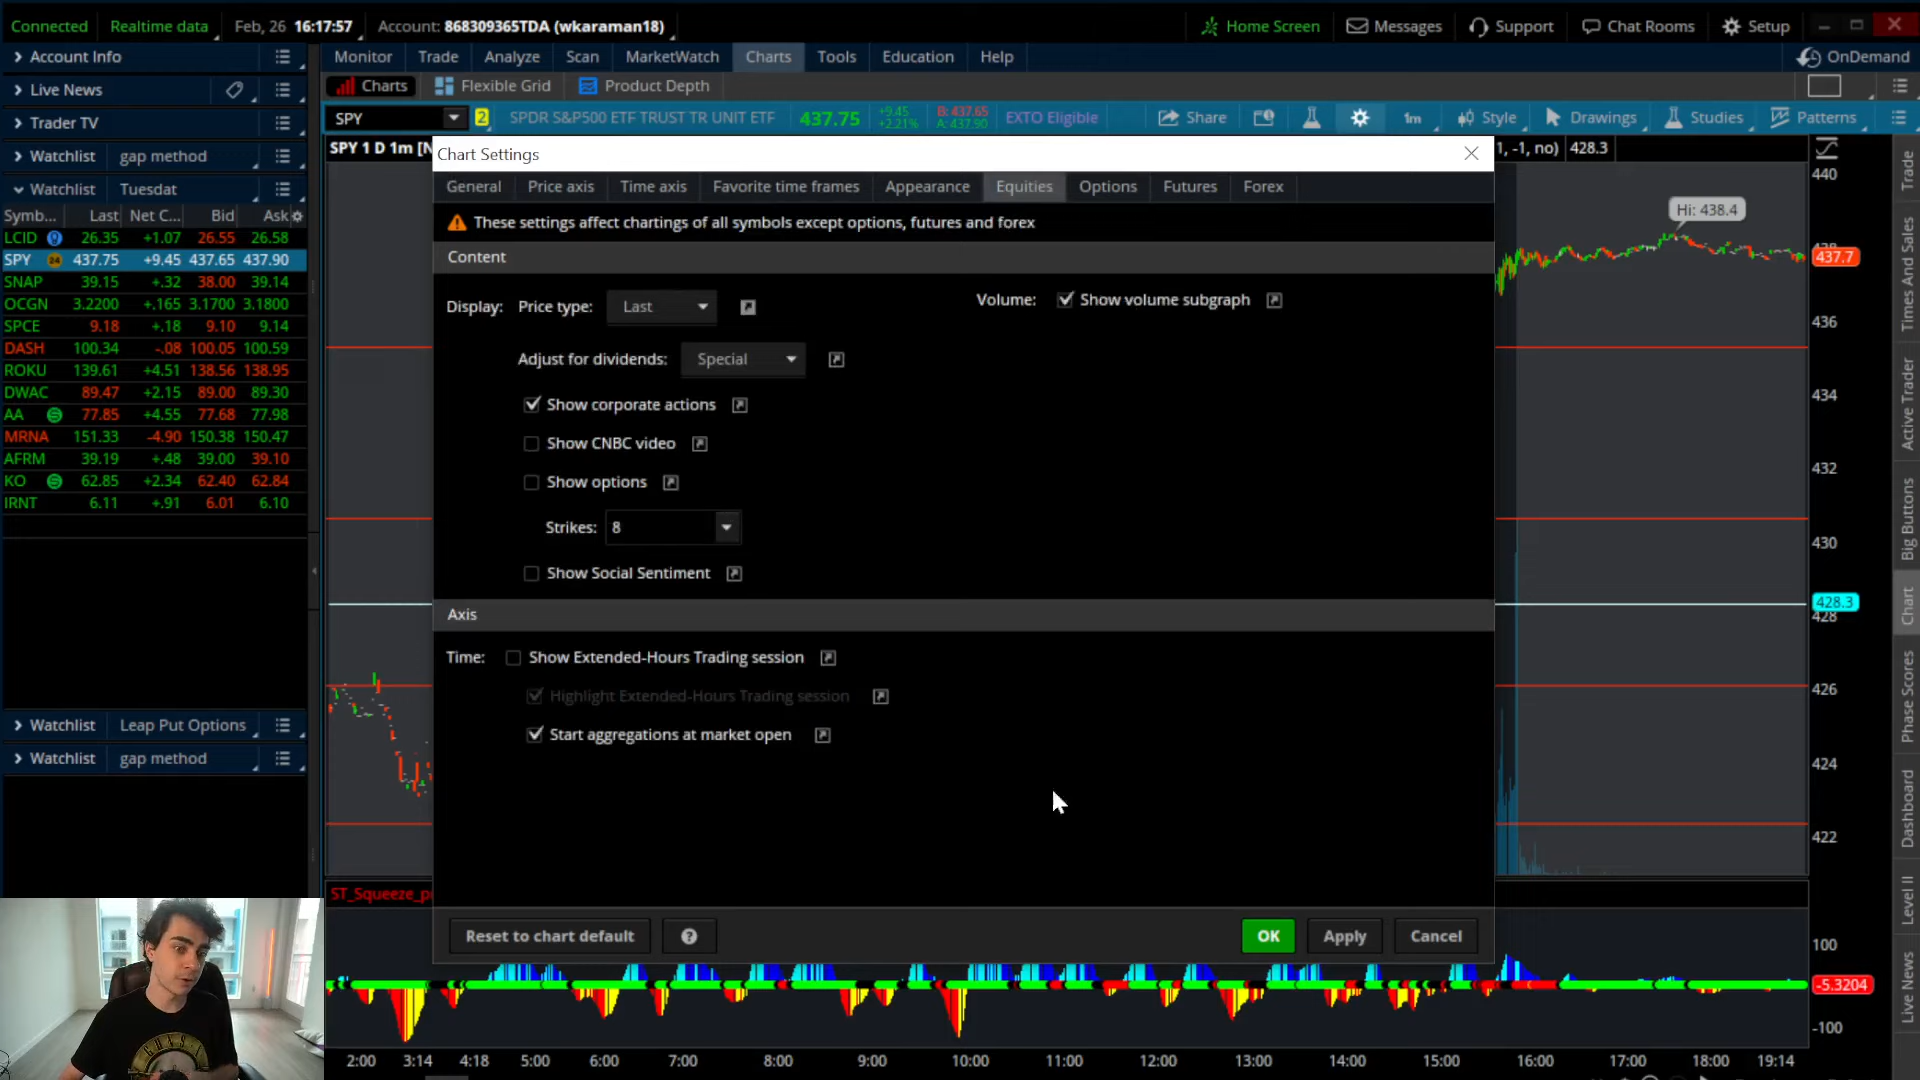 Connected Realtime data Feb, 26 16:17:57 Account: 868309365TDA (wkaraman18) Home Screen Messages Support Chat Rooms Setup
Account Info Monitor Trade Analyze Scan MarketWatch Charts Tools Education Help OnDemand
Live News Charts Flexible Grid Product Depth
Trader TV SPY 2 SPDR S&P500 ETF TRUST TR UNIT ETF 437.75 +9.45 +2.21% B: 437.65 A: 437.90 EXTO Eligible Share 1m Style Drawings Studies Patterns
Watchlist gap method
Watchlist Tuesdat
Symb... Last Net C... Bid Ask
LCID 26.35 +1.07 26.55 26.58
SPY 437.75 +9.45 437.65 437.90
SNAP 39.15 +.32 38.00 39.14
OCGN 3.2200 +.165 3.1700 3.1800
SPCE 9.18 +.18 9.10 9.14
DASH 100.34 -.08 100.05 100.59
ROKU 139.61 +4.51 138.56 138.95
DWAC 89.47 +2.15 89.00 89.30
AA 77.85 +4.55 77.68 77.98
MRNA 151.33 -4.90 150.38 150.47
AFRM 39.19 +.48 39.00 39.10
KO 62.85 +2.34 62.40 62.84
IRNT 6.11 +.91 6.01 6.10
Watchlist Leap Put Options
Watchlist gap method
SPY 1 D 1m [N
1, -1, no) 428.3
Chart Settings
General Price axis Time axis Favorite time frames Appearance Equities Options Futures Forex
These settings affect chartings of all symbols except options, futures and forex
Content
Display: Price type: Last
Volume: Show volume subgraph
Adjust for dividends: Special
Show corporate actions
Show CNBC video
Show options
Strikes: 8
Show Social Sentiment
Axis
Time: Show Extended-Hours Trading session
Highlight Extended-Hours Trading session
Start aggregations at market open
Reset to chart default ? OK Apply Cancel
Hi: 438.4
440
437.7
436
434
432
430
428.3
428
426
424
422
100
-5.3204
-100
2:00 3:14 4:18 5:00 6:00 7:00 8:00 9:00 10:00 11:00 12:00 13:00 14:00 15:00 16:00 17:00 18:00 19:14
Trade
Times And Sales
Active Trader
Big Buttons
Chart
Phase Scores
Dashboard
Level II
Live News